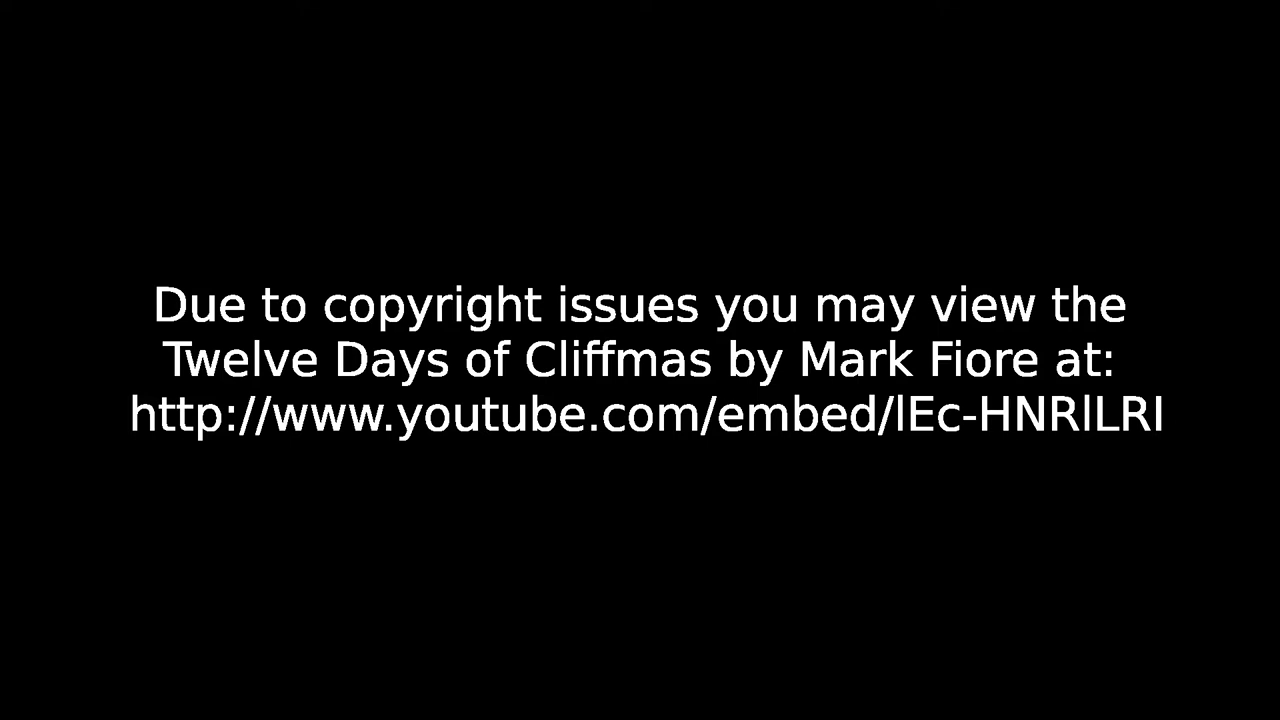 Due to copyright issues you may view the
Twelve Days of Cliffmas by Mark Fiore at:
http://www.youtube.com/embed/lEc-HNRlLRI